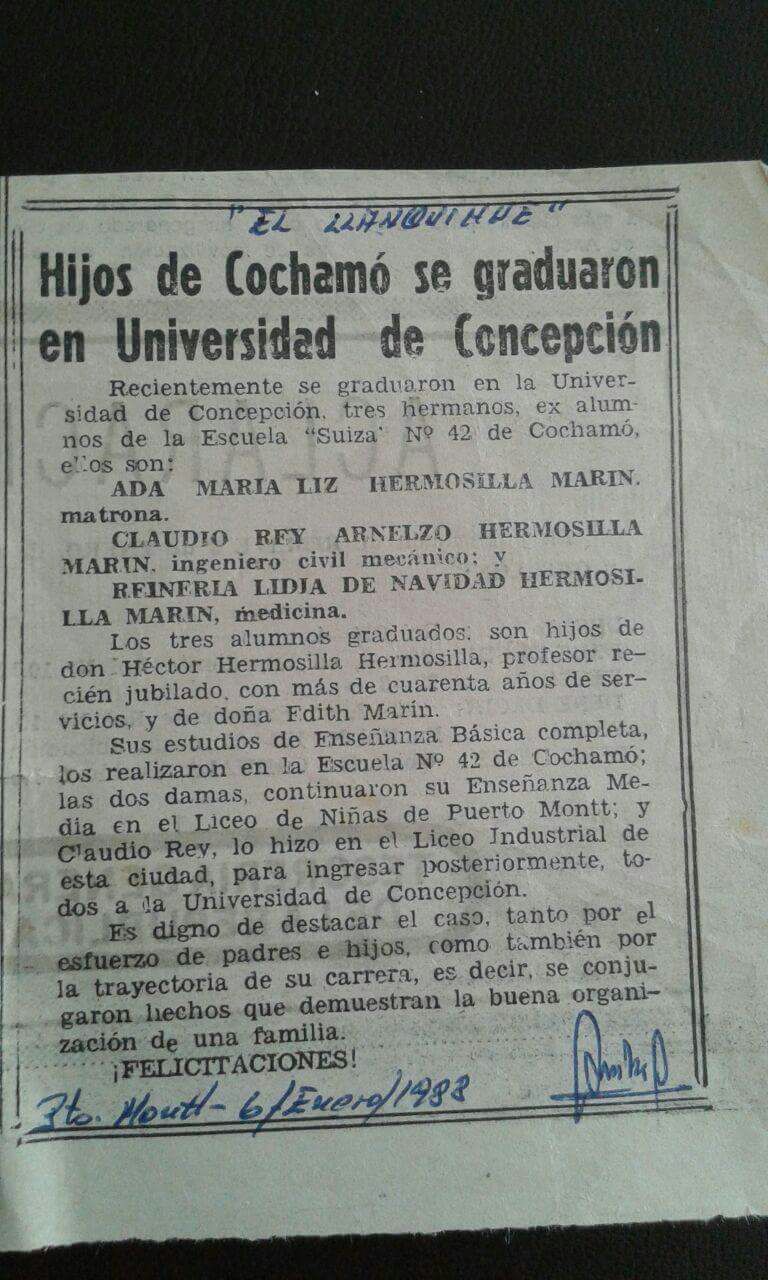 "EL LLANQUIHUE"
Hijos de Cochamó se graduaron
en Universidad de Concepción
Recientemente se graduaron en la Univer-
sidad de Concepción, tres hermanos, ex alum-
nos de la Escuela "Suiza" Nº 42 de Cochamó,
ellos son:
ADA MARIA LIZ HERMOSILLA MARIN,
matrona.
CLAUDIO REY ARNELZO HERMOSILLA
MARIN, ingeniero civil mecánico; y
REINERIA LIDIA DE NAVIDAD HERMOSI-
LLA MARIN, medicina.
Los tres alumnos graduados, son hijos de
don Héctor Hermosilla Hermosilla, profesor re-
cién jubilado, con más de cuarenta años de ser-
vicios, y de doña Edith Marín.
Sus estudios de Enseñanza Básica completa,
los realizaron en la Escuela Nº 42 de Cochamó;
las dos damas, continuaron su Enseñanza Me-
dia en el Liceo de Niñas de Puerto Montt; y
Claudio Rey, lo hizo en el Liceo Industrial de
esta ciudad, para ingresar posteriormente, to-
dos a la Universidad de Concepción.
Es digno de destacar el caso, tanto por el
esfuerzo de padres e hijos, como también por
la trayectoria de su carrera, es decir, se conju-
garon hechos que demuestran la buena organi-
zación de una familia.
¡FELICITACIONES!
Pto. Montt - 6/Enero/1983